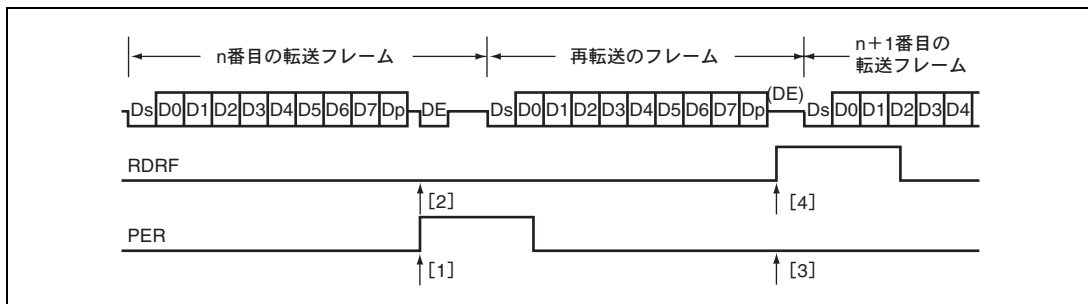 n番目の転送フレーム
再転送のフレーム
n+1番目の
転送フレーム
Ds D0 D1 D2 D3 D4 D5 D6 D7 Dp DE Ds D0 D1 D2 D3 D4 D5 D6 D7 Dp (DE) Ds D0 D1 D2 D3 D4
RDRF
[2]
[4]
PER
[1]
[3]